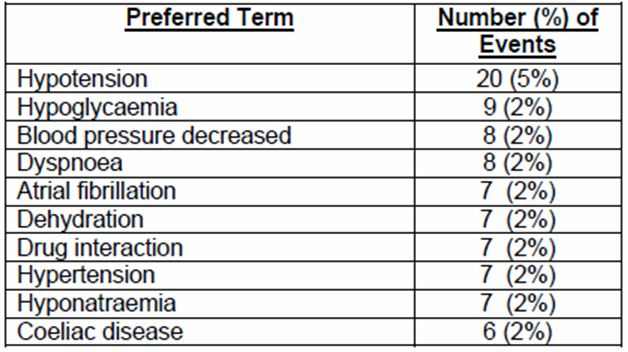 Preferred Term Number (%) of
Events
Hypotension 20 (5%)
Hypoglycaemia 9 (2%)
Blood pressure decreased 8 (2%)
Dyspnoea 8 (2%)
Atrial fibrillation 7 (2%)
Dehydration 7 (2%)
Drug interaction 7 (2%)
Hypertension 7 (2%)
Hyponatraemia 7 (2%)
Coeliac disease 6 (2%)